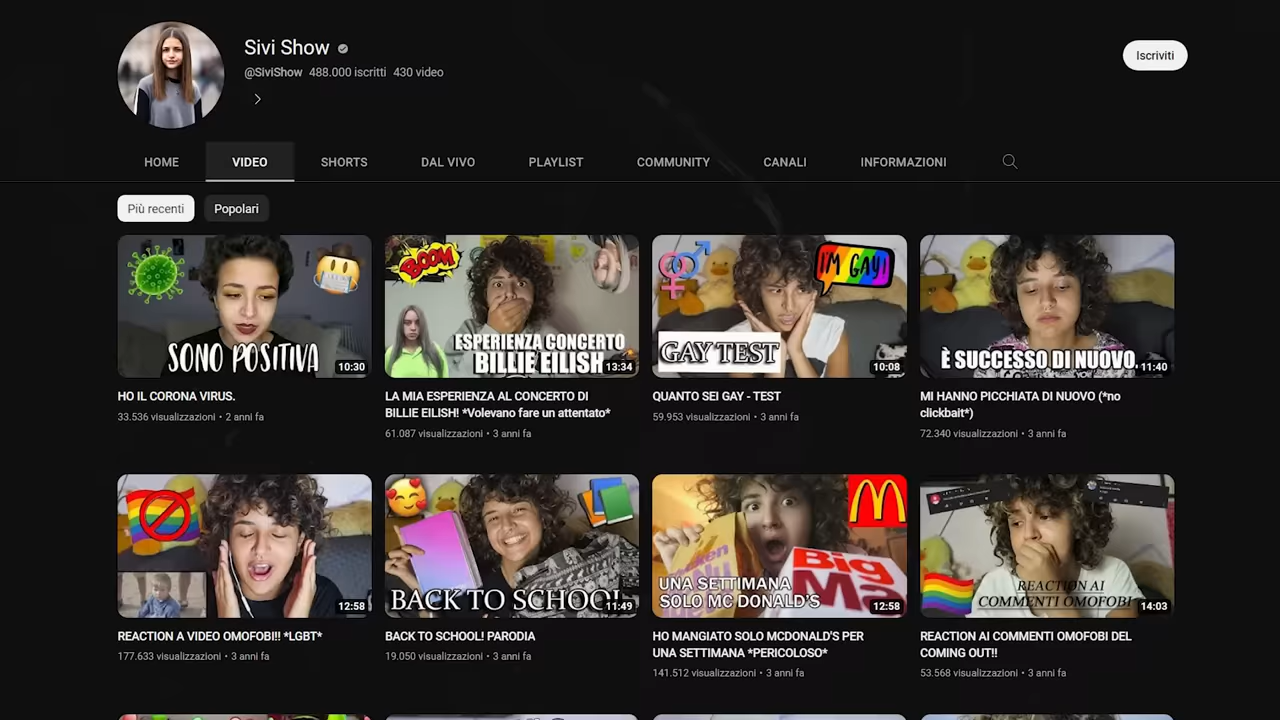 Sivi Show
@SiviShow 488.000 iscritti 430 video
Iscriviti
HOME VIDEO SHORTS DAL VIVO PLAYLIST COMMUNITY CANALI INFORMAZIONI
Più recenti Popolari
SONO POSITIVA
10:30
BOOM
ESPERIENZA CONCERTO
BILLIE EILISH
13:34
I'M GAY!
GAY TEST
10:08
È SUCCESSO DI NUOVO.
11:40
HO IL CORONA VIRUS.
33.536 visualizzazioni • 2 anni fa
LA MIA ESPERIENZA AL CONCERTO DI
BILLIE EILISH! *Volevano fare un attentato*
61.087 visualizzazioni • 3 anni fa
QUANTO SEI GAY - TEST
59.953 visualizzazioni • 3 anni fa
MI HANNO PICCHIATA DI NUOVO (*no
clickbait*)
72.340 visualizzazioni • 3 anni fa
12:58
BACK TO SCHOOL!
11:49
Big
Ma
UNA SETTIMANA
SOLO MC DONALD'S
12:58
REACTION AI
COMMENTI OMOFOBI
14:03
REACTION A VIDEO OMOFOBI!! *LGBT*
177.633 visualizzazioni • 3 anni fa
BACK TO SCHOOL! PARODIA
19.050 visualizzazioni • 3 anni fa
HO MANGIATO SOLO MCDONALD'S PER
UNA SETTIMANA *PERICOLOSO*
141.512 visualizzazioni • 3 anni fa
REACTION AI COMMENTI OMOFOBI DEL
COMING OUT!!
53.568 visualizzazioni • 3 anni fa